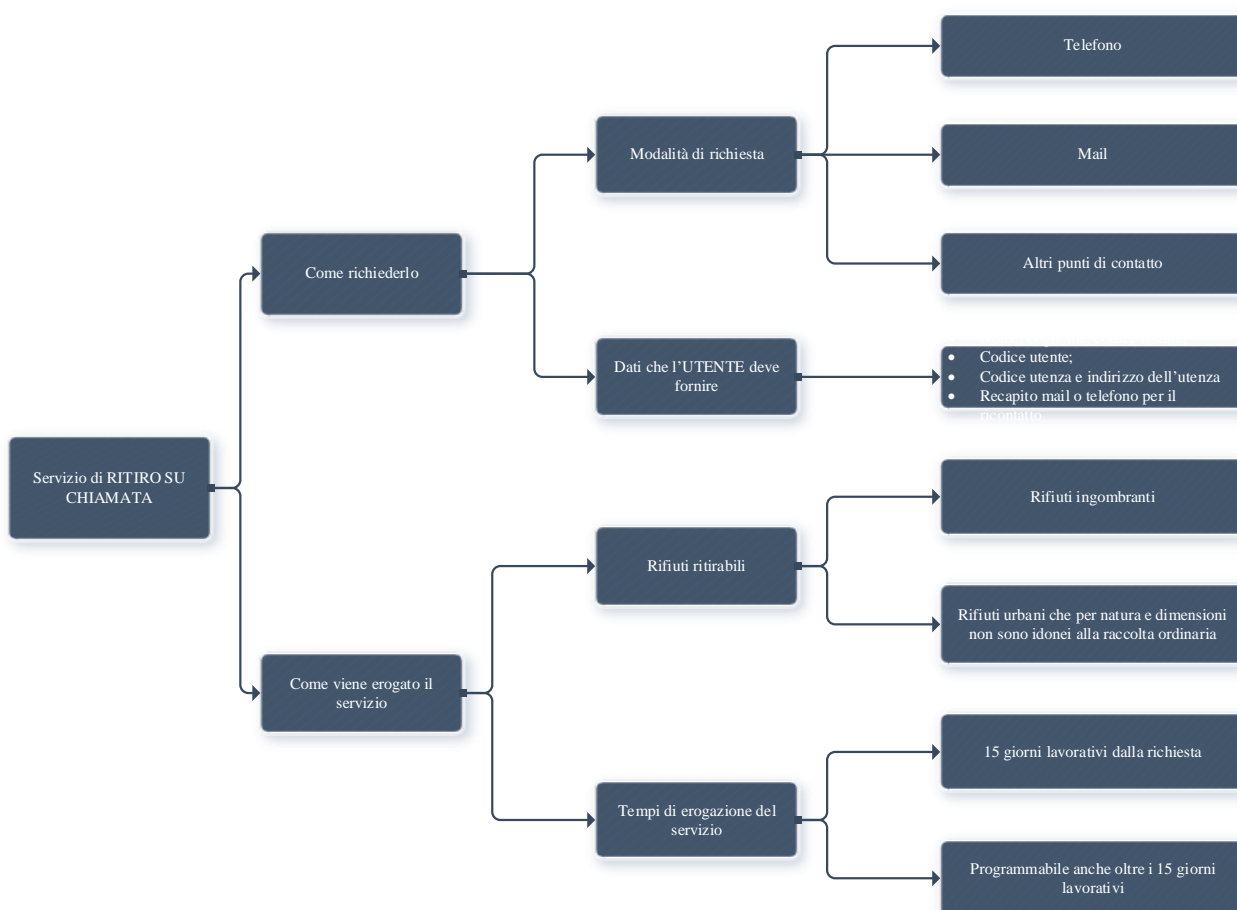 Telefono
Modalità di richiesta
Mail
Come richiederlo
Altri punti di contatto
Dati che l’UTENTE deve
fornire
• Codice utente;
• Codice utenza e indirizzo dell’utenza
• Recapito mail o telefono per il
ricontatto
Servizio di RITIRO SU
CHIAMATA
Rifiuti ingombranti
Rifiuti ritirabili
Rifiuti urbani che per natura e dimensioni
non sono idonei alla raccolta ordinaria
Come viene erogato il
servizio
15 giorni lavorativi dalla richiesta
Tempi di erogazione del
servizio
Programmabile anche oltre i 15 giorni
lavorativi